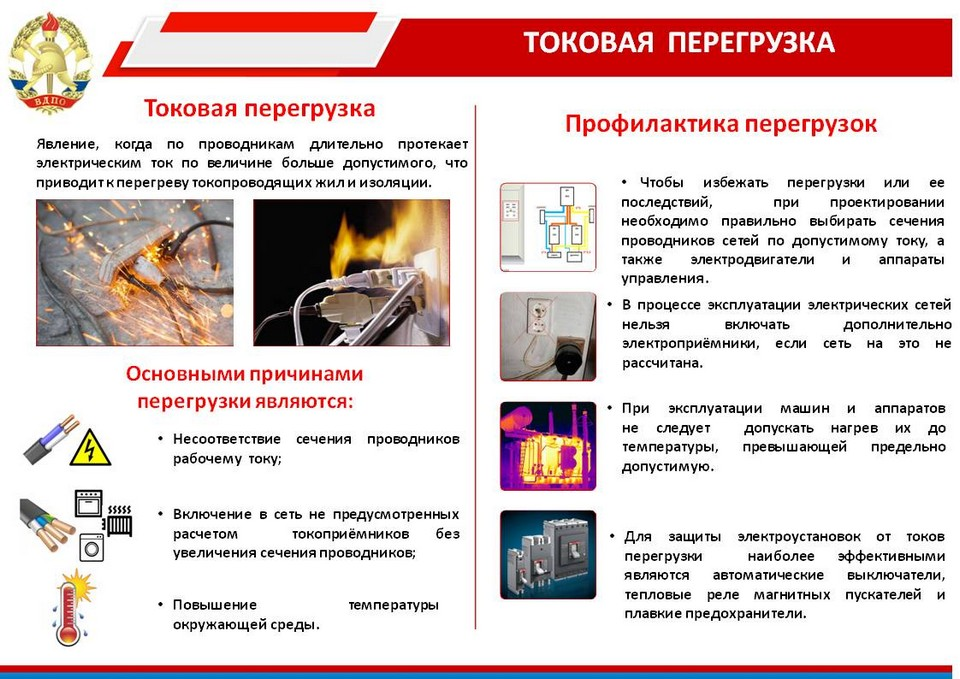 ТОКОВАЯ ПЕРЕГРУЗКА
ВДПО
Токовая перегрузка
Явление, когда по проводникам длительно протекает
электрическим ток по величине больше допустимого, что
приводит к перегреву токопроводящих жил и изоляции.
Основными причинами
перегрузки являются:
• Несоответствие сечения проводников
рабочему току;
• Включение в сеть не предусмотренных
расчетом токоприёмников без
увеличения сечения проводников;
• Повышение температуры
окружающей среды.
Профилактика перегрузок
• Чтобы избежать перегрузки или ее
последствий, при проектировании
необходимо правильно выбирать сечения
проводников сетей по допустимому току, а
также электродвигатели и аппараты
управления.
• В процессе эксплуатации электрических сетей
нельзя включать дополнительно
электроприёмники, если сеть на это не
рассчитана.
• При эксплуатации машин и аппаратов
не следует допускать нагрев их до
температуры, превышающей предельно
допустимую.
• Для защиты электроустановок от токов
перегрузки наиболее эффективными
являются автоматические выключатели,
тепловые реле магнитных пускателей и
плавкие предохранители.